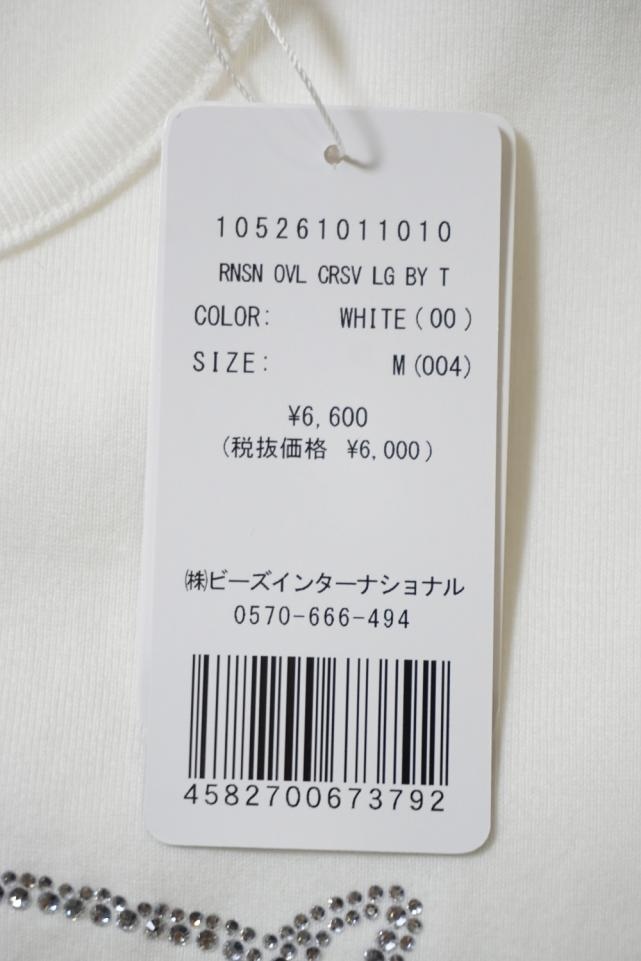 105261011010
RNSN OVL CRSV LG BY T
COLOR: WHITE(00)
SIZE: M(004)
¥6,600
(税抜価格 ¥6,000)
㈱ビーズインターナショナル
0570-666-494
4582700673792